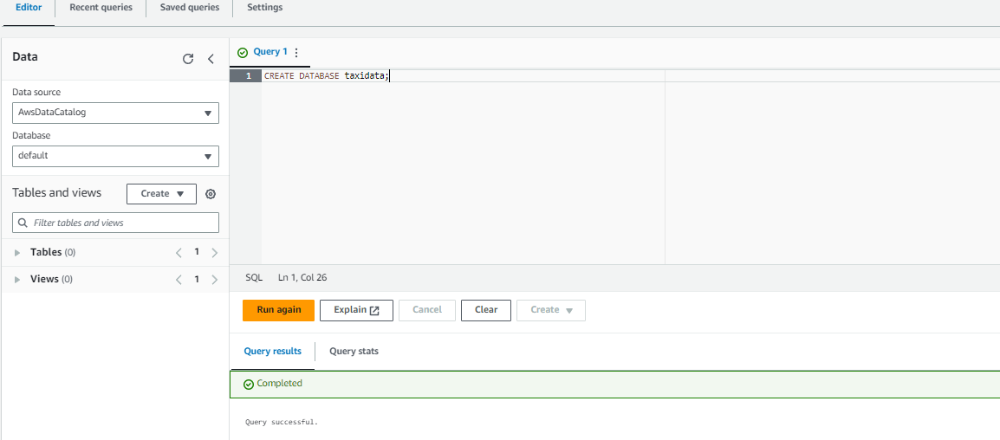 Editor
Recent queries
Saved queries
Settings
Data
Data source
AwsDataCatalog
Database
default
Tables and views
Create
Filter tables and views
Tables (0)
1
Views (0)
1
Query 1
1 CREATE DATABASE taxidata;
SQL Ln 1, Col 26
Run again
Explain
Cancel
Clear
Create
Query results
Query stats
Completed
Query successful.